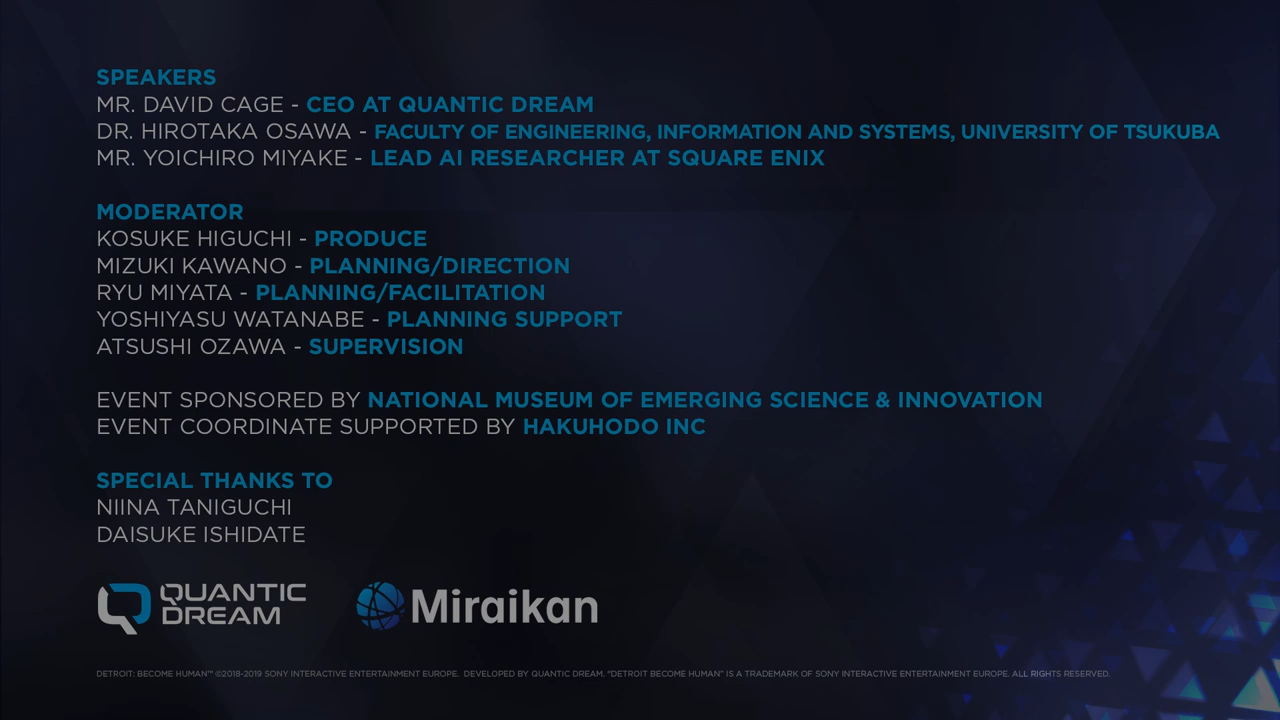 SPEAKERS
MR. DAVID CAGE - CEO AT QUANTIC DREAM
DR. HIROTAKA OSAWA - FACULTY OF ENGINEERING, INFORMATION AND SYSTEMS, UNIVERSITY OF TSUKUBA
MR. YOICHIRO MIYAKE - LEAD AI RESEARCHER AT SQUARE ENIX
MODERATOR
KOSUKE HIGUCHI - PRODUCE
MIZUKI KAWANO - PLANNING/DIRECTION
RYU MIYATA - PLANNING/FACILITATION
YOSHIYASU WATANABE - PLANNING SUPPORT
ATSUSHI OZAWA - SUPERVISION
EVENT SPONSORED BY NATIONAL MUSEUM OF EMERGING SCIENCE & INNOVATION
EVENT COORDINATE SUPPORTED BY HAKUHODO INC
SPECIAL THANKS TO
NIINA TANIGUCHI
DAISUKE ISHIDATE
QUANTIC
DREAM
Miraikan
DETROIT: BECOME HUMAN™ ©2018-2019 SONY INTERACTIVE ENTERTAINMENT EUROPE. DEVELOPED BY QUANTIC DREAM. "DETROIT BECOME HUMAN" IS A TRADEMARK OF SONY INTERACTIVE ENTERTAINMENT EUROPE. ALL RIGHTS RESERVED.